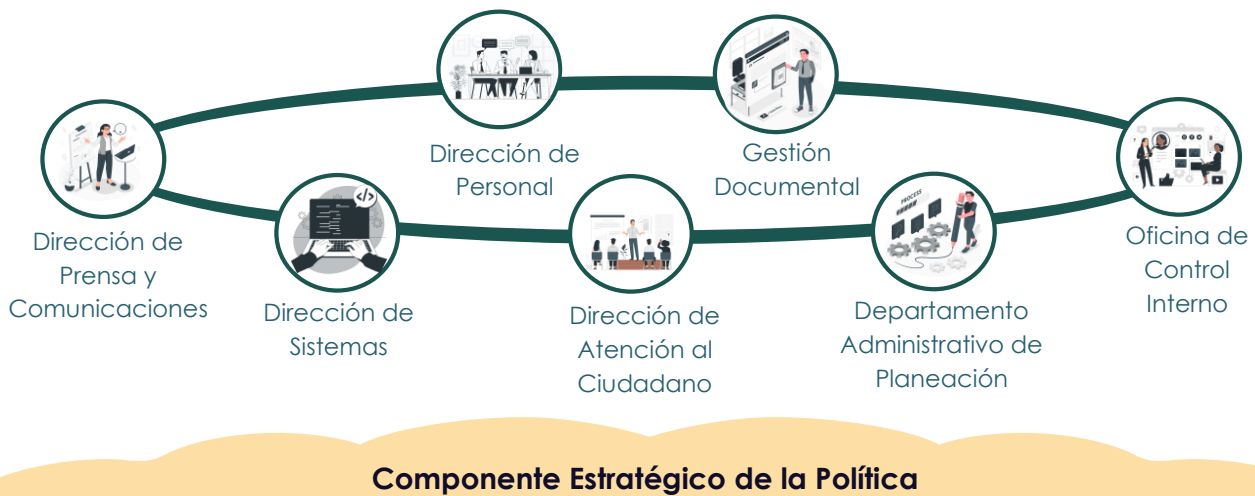 Dirección de
Personal
Gestión
Documental
Dirección de
Prensa y
Comunicaciones
Dirección de
Sistemas
Dirección de
Atención al
Ciudadano
PROCESS
Departamento
Administrativo de
Planeación
Oficina de
Control
Interno
Componente Estratégico de la Política